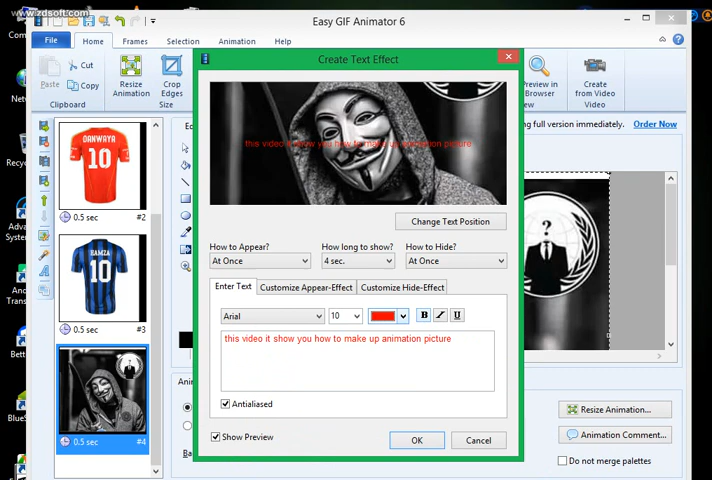 www.zdsoft.com
Easy GIF Animator 6
File
Home
Frames
Selection
Animation
Help
Paste
Cut
Copy
Clipboard
Resize Animation
Crop Edges
Size
Preview in Browser
Create from Video
Video
Create Text Effect
this video it show you how to make up animation picture
Change Text Position
How to Appear?
How long to show?
How to Hide?
At Once
4 sec.
At Once
Enter Text
Customize Appear-Effect
Customize Hide-Effect
Arial
10
B I U
this video it show you how to make up animation picture
Antialiased
Show Preview
OK
Cancel
ng full version immediately.
Order Now
DANWAYR
10
0.5 sec
#2
HAMZA
10
0.5 sec
#3
0.5 sec
#4
?
Resize Animation...
Animation Comment...
Do not merge palettes